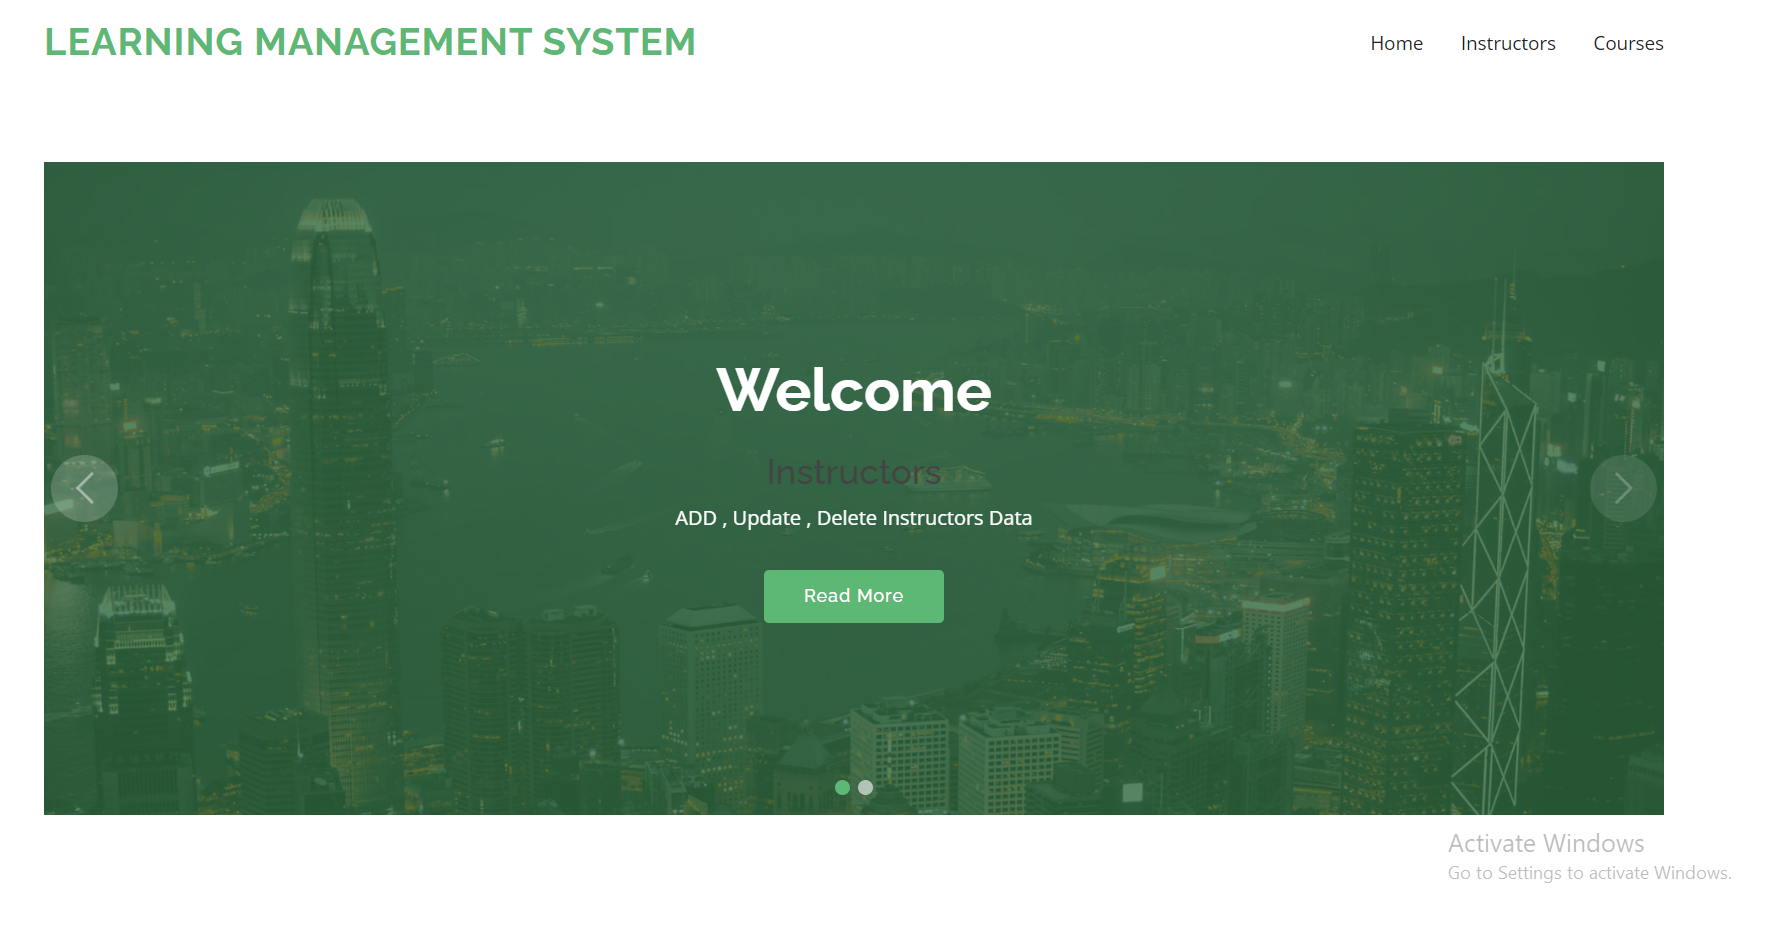 LEARNING MANAGEMENT SYSTEM
Home Instructors Courses
Welcome
Instructors
ADD , Update , Delete Instructors Data
Read More
Activate Windows
Go to Settings to activate Windows.